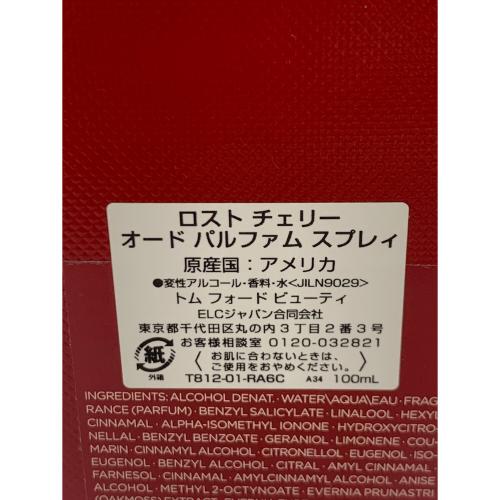 ロスト チェリー
オード パルファム スプレィ
原産国：アメリカ
●変性アルコール・香料・水<JILN9029>
トム フォード ビューティ
ELCジャパン合同会社
東京都千代田区丸の内３丁目２番３号
お客様相談室 0120-032821
紙
外箱
〈 お肌に合わないときは、
ご使用をおやめください。 〉
T812-01-RA6C A34 100mL
INGREDIENTS: ALCOHOL DENAT. · WATER\AQUA\EAU · FRAG
RANCE (PARFUM) · BENZYL SALICYLATE · LINALOOL · HEXYL
CINNAMAL · ALPHA-ISOMETHYL IONONE · HYDROXYCITRO-
NELLAL · BENZYL BENZOATE · GERANIOL · LIMONENE · COU-
MARIN · CINNAMYL ALCOHOL · CITRONELLOL · EUGENOL · ISO-
EUGENOL · BENZYL ALCOHOL · CITRAL · AMYL CINNAMAL ·
FARNESOL · AMYLCINNAMYL ALCOHOL · ANISE
ALCOHOL · METHYL 2-OCTYNOATE · EVERNIA PRUNASTRI
(OAKMOSS) EXTRACT